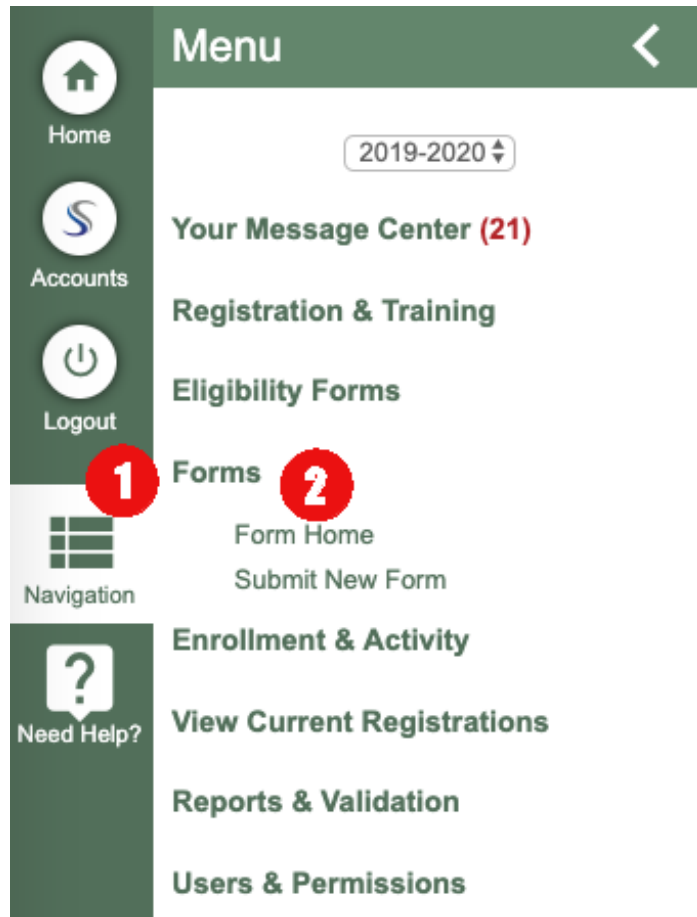 Menu
Home
2019-2020
Your Message Center (21)
Accounts
Registration & Training
Eligibility Forms
Logout
1
Forms
2
Form Home
Submit New Form
Navigation
Enrollment & Activity
?
Need Help?
View Current Registrations
Reports & Validation
Users & Permissions